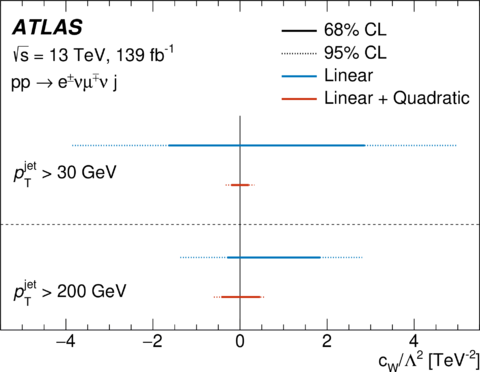 ATLAS
√s = 13 TeV, 139 fb⁻¹
pp → e±νμ∓ν j
68% CL
95% CL
Linear
Linear + Quadratic
p_T^jet > 30 GeV
p_T^jet > 200 GeV
−4 −2 0 2 4
c_W/Λ² [TeV⁻²]